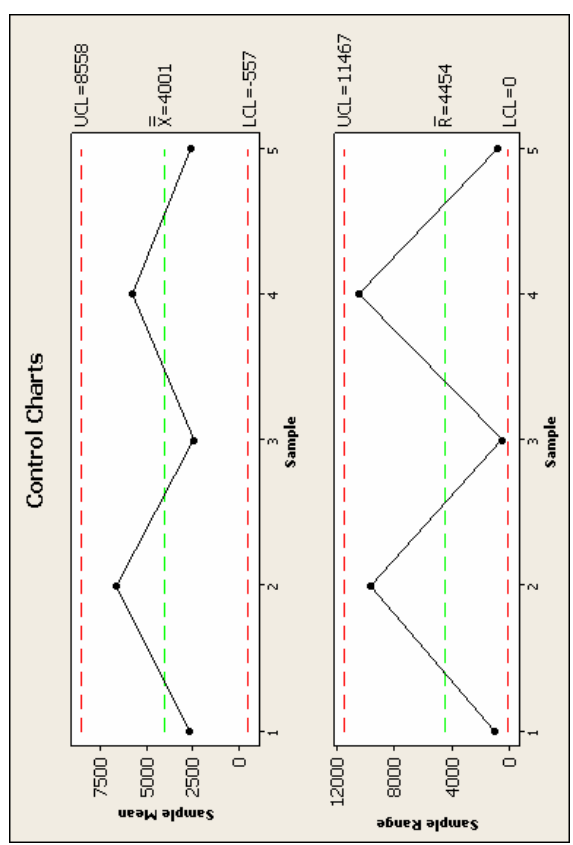 Control Charts
UCL=8558
7500
5000
2500
0
Sample Mean
X̿=4001
LCL=-557
1 2 3 4 5
Sample
UCL=11467
12000
8000
4000
0
Sample Range
R̅=4454
LCL=0
1 2 3 4 5
Sample